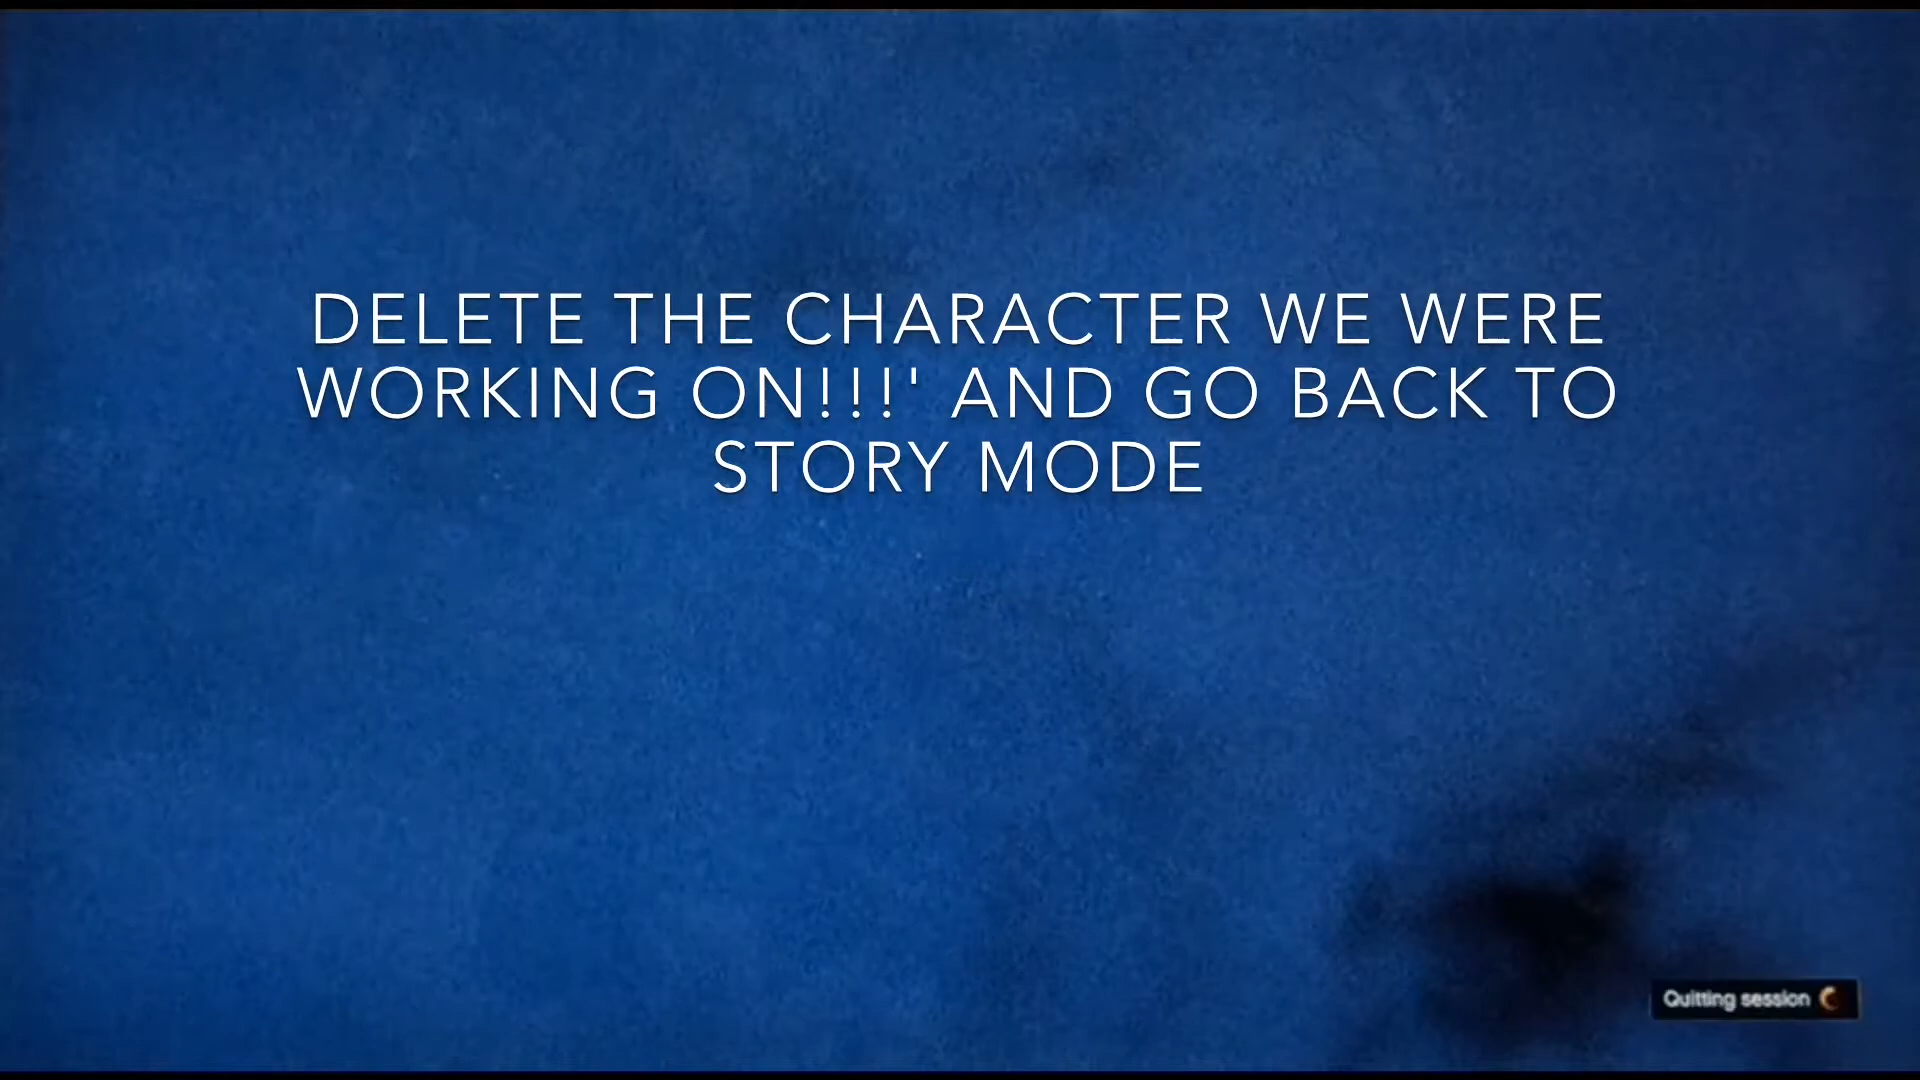 DELETE THE CHARACTER WE WERE
WORKING ON!!!' AND GO BACK TO
STORY MODE
Quitting session